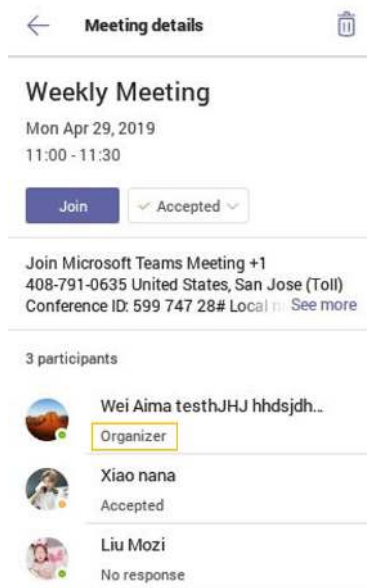 Meeting details
Weekly Meeting
Mon Apr 29, 2019
11:00 - 11:30
Join
Accepted
Join Microsoft Teams Meeting +1
408-791-0635 United States, San Jose (Toll)
Conference ID: 599 747 28# Local See more
3 participants
Wei Aima testhJHJ hhdsjdh...
Organizer
Xiao nana
Accepted
Liu Mozi
No response